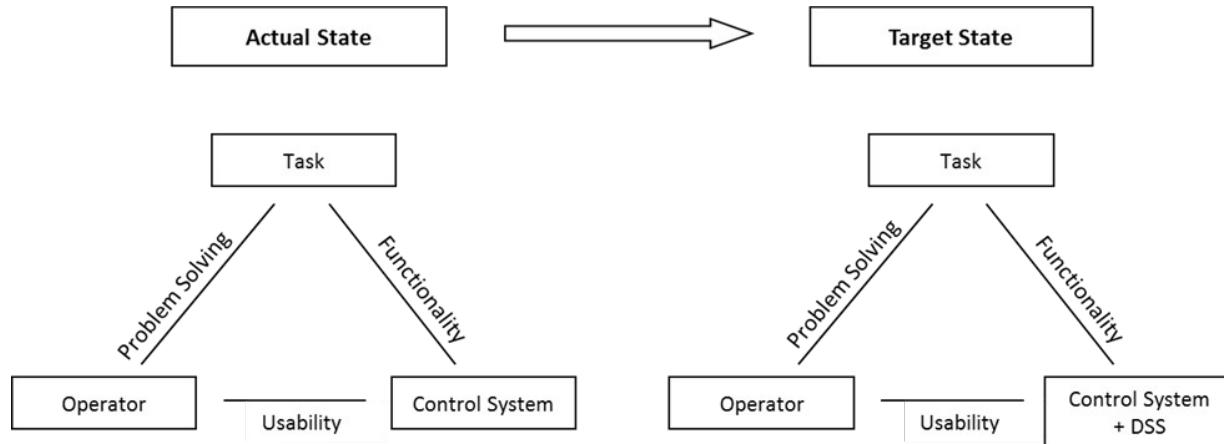 Actual State
Target State
Task
Task
Problem Solving
Functionality
Problem Solving
Functionality
Operator
Usability
Control System
Operator
Usability
Control System
+ DSS